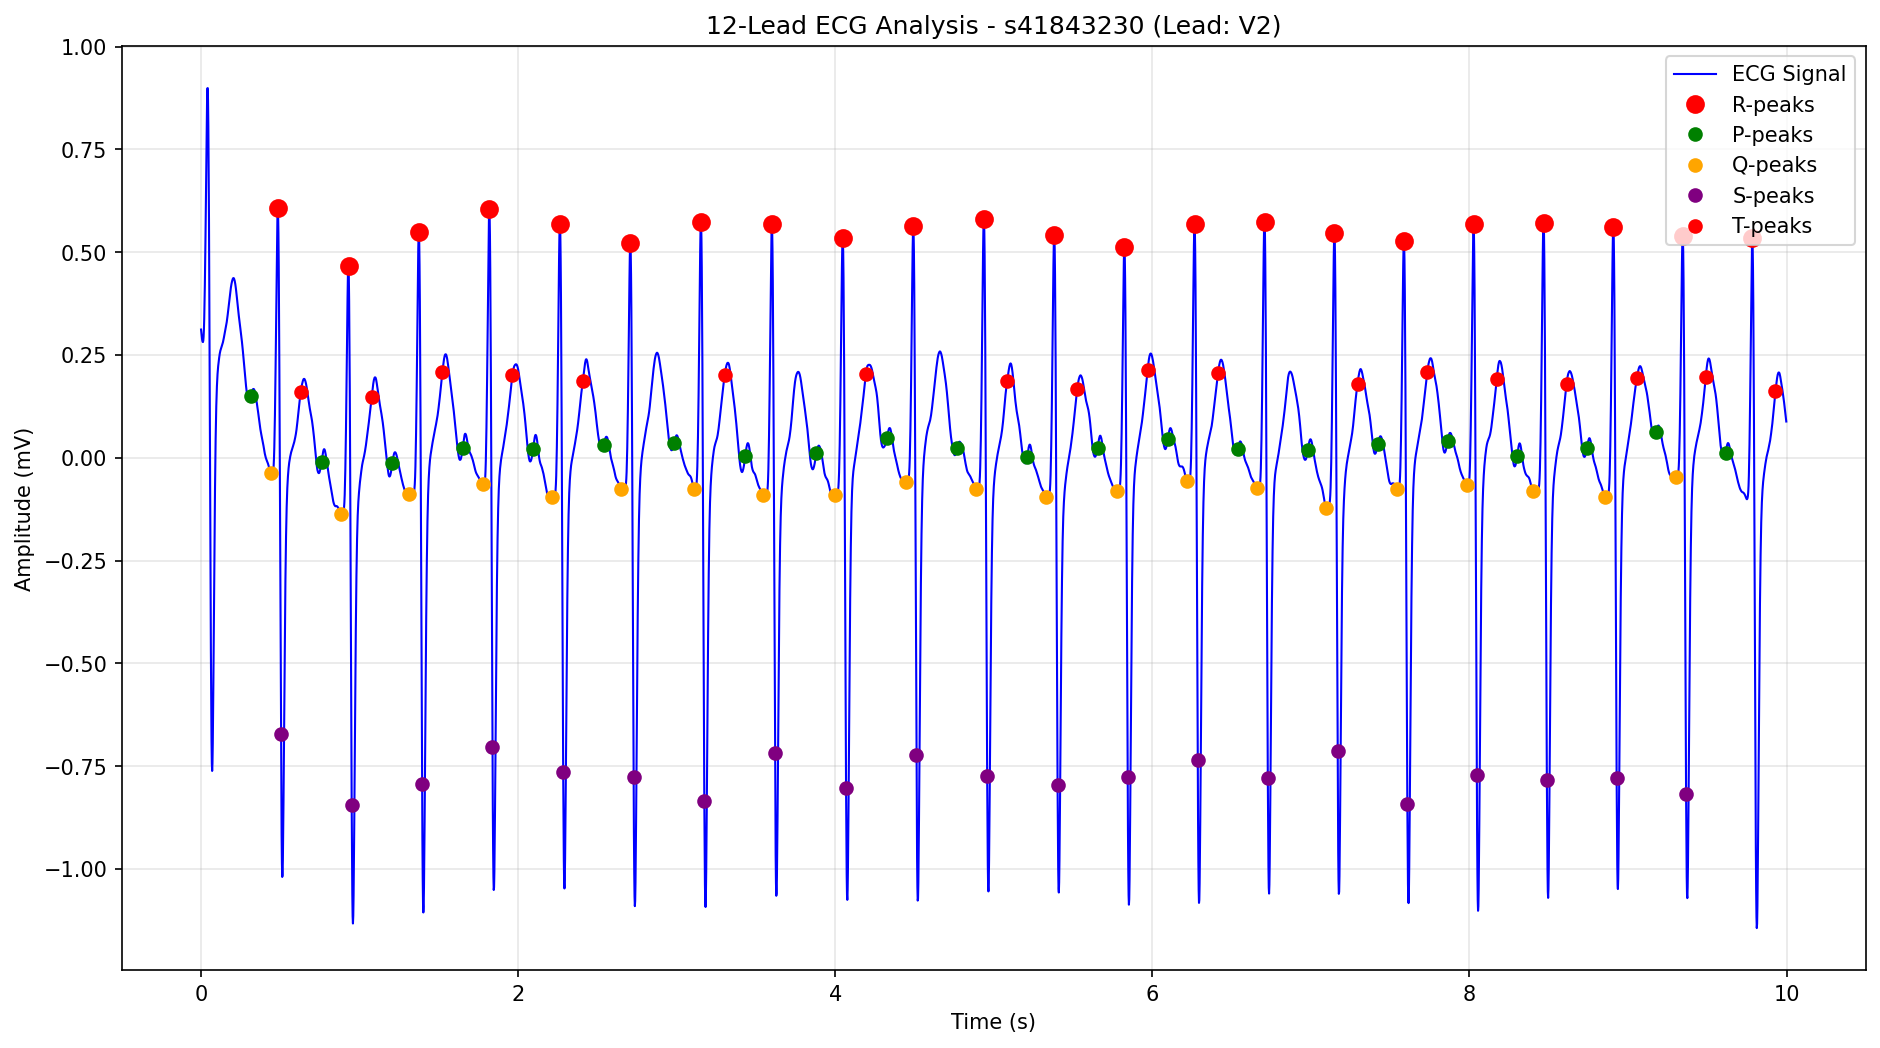 12-Lead ECG Analysis - s41843230 (Lead: V2)
1.00
0.75
0.50
0.25
0.00
−0.25
−0.50
−0.75
−1.00
Amplitude (mV)
ECG Signal
R-peaks
P-peaks
Q-peaks
S-peaks
T-peaks
0 2 4 6 8 10
Time (s)